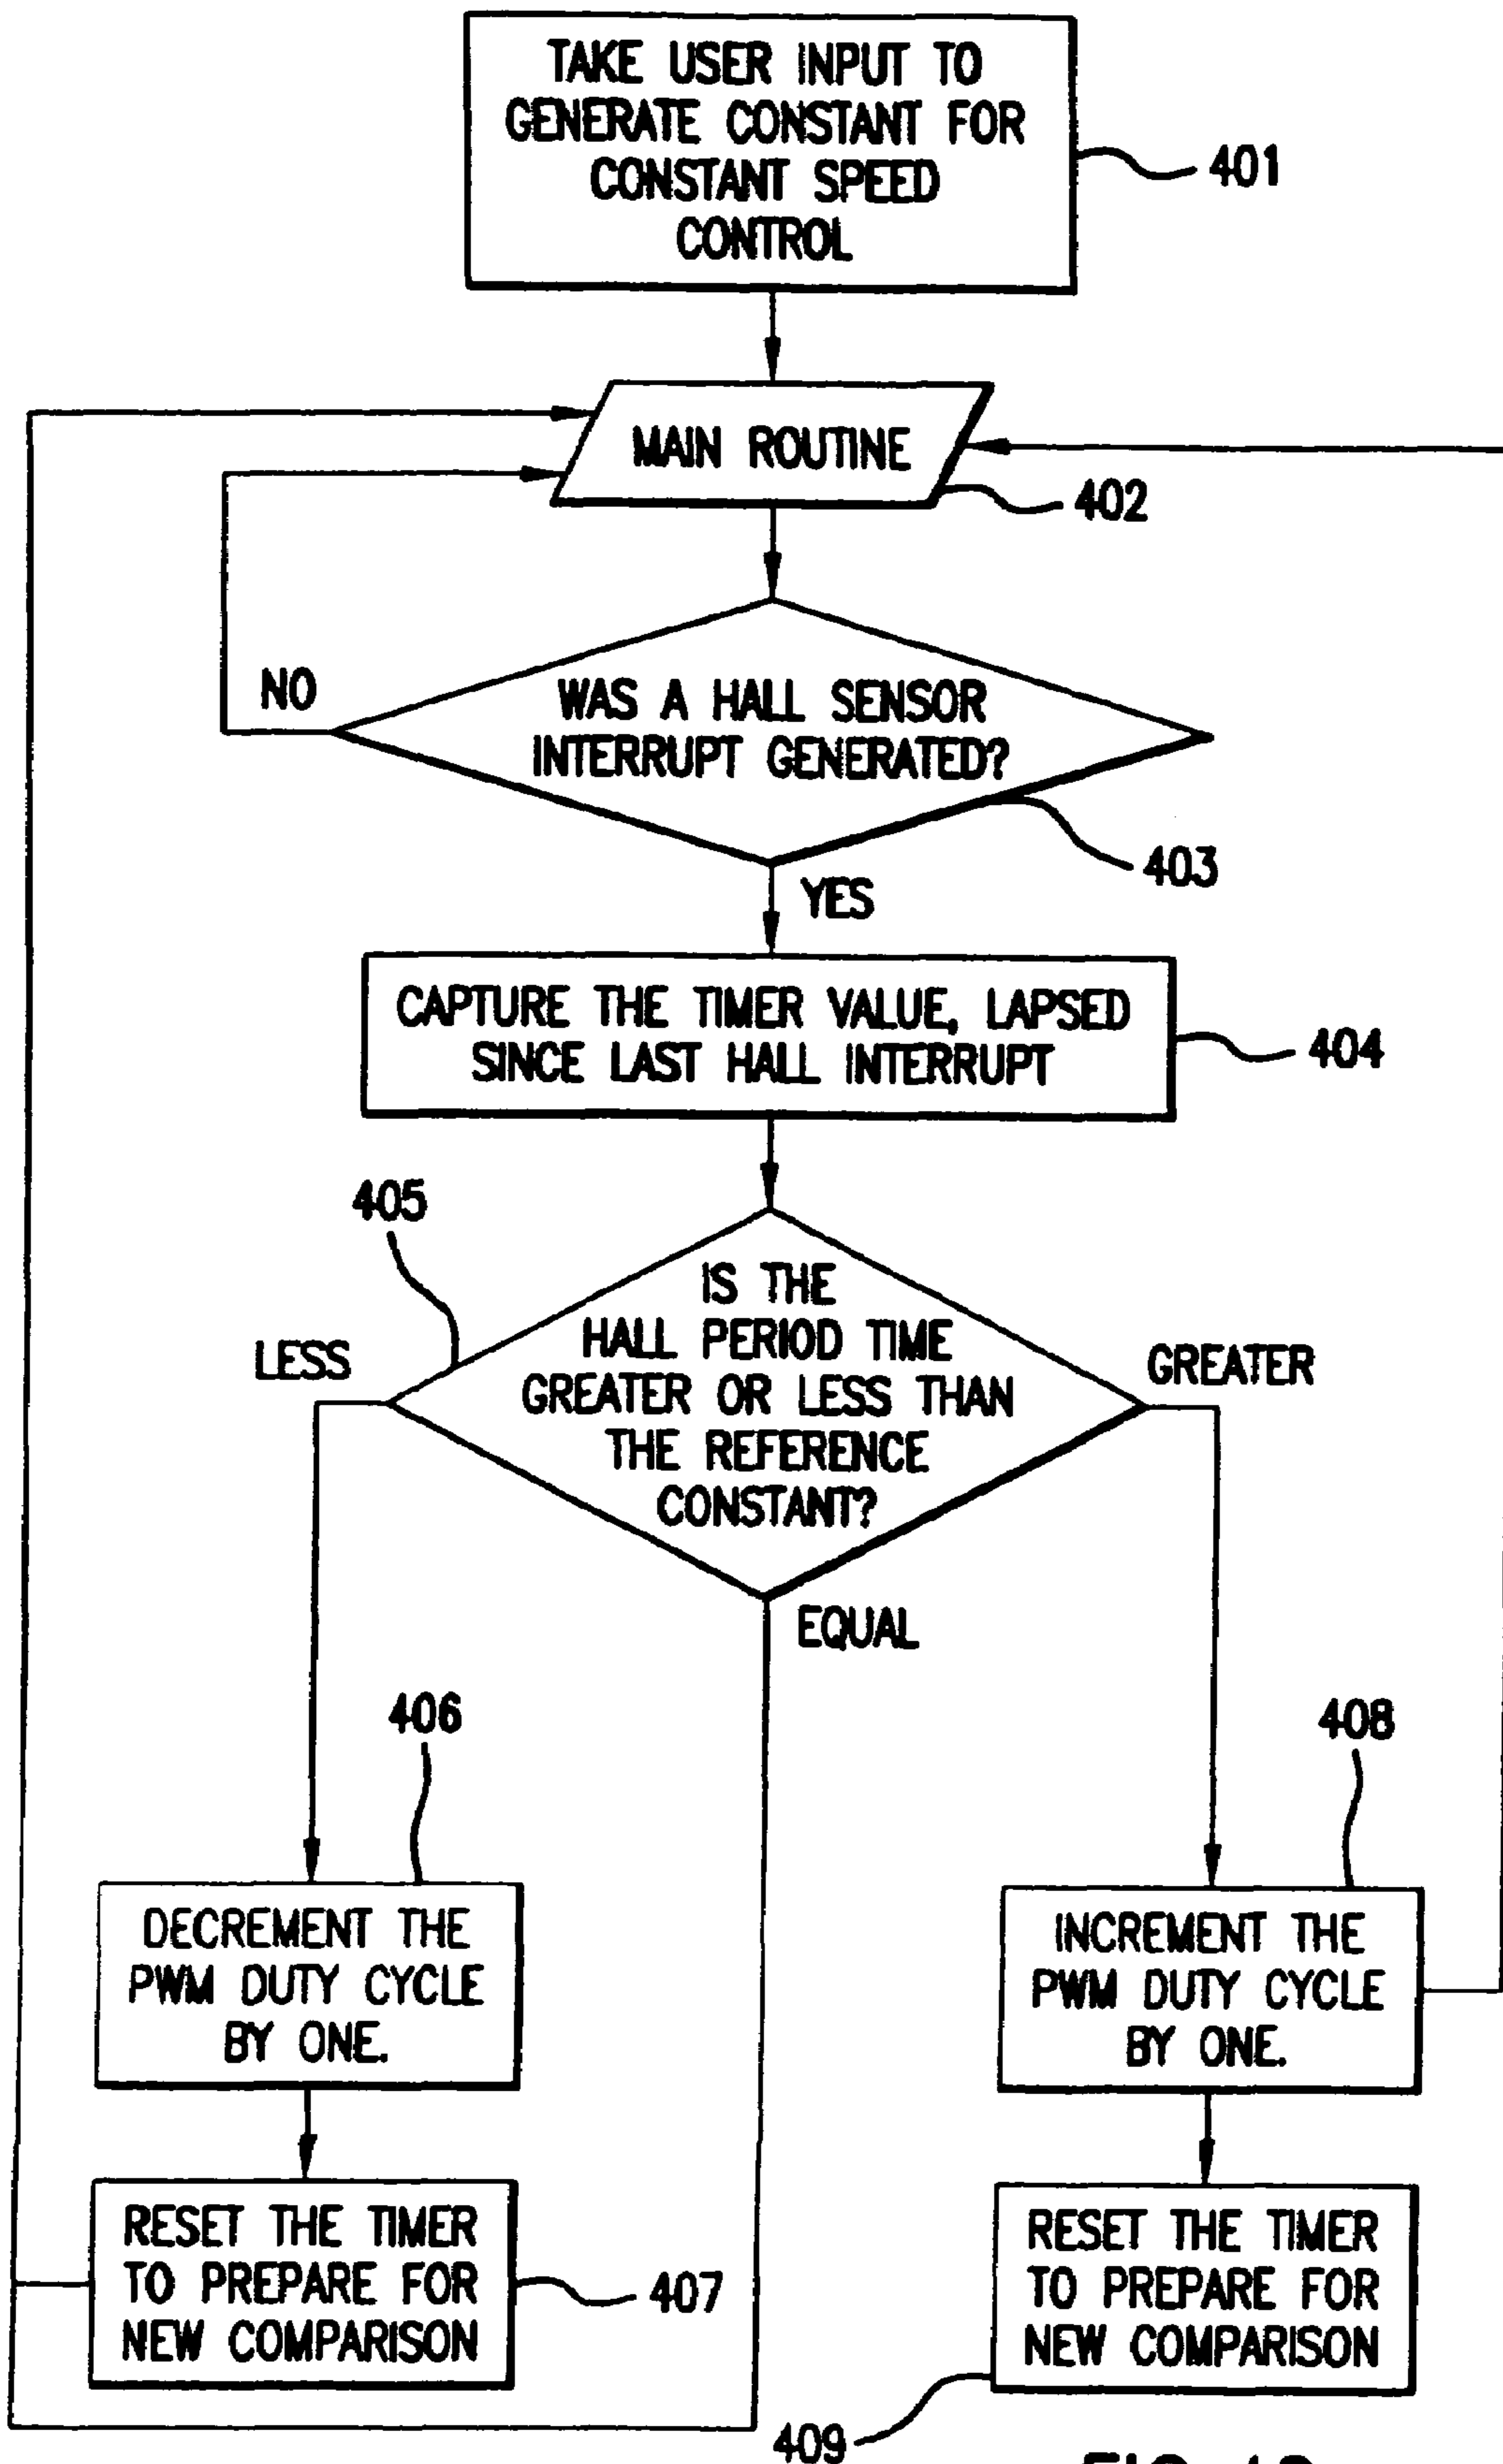 TAKE USER INPUT TO
GENERATE CONSTANT FOR
CONSTANT SPEED
CONTROL
401
MAIN ROUTINE
402
NO
WAS A HALL SENSOR
INTERRUPT GENERATED?
403
YES
CAPTURE THE TIMER VALUE, LAPSED
SINCE LAST HALL INTERRUPT
404
405
IS THE
HALL PERIOD TIME
GREATER OR LESS THAN
THE REFERENCE
CONSTANT?
LESS
GREATER
EQUAL
406
408
DECREMENT THE
PWM DUTY CYCLE
BY ONE.
INCREMENT THE
PWM DUTY CYCLE
BY ONE.
RESET THE TIMER
TO PREPARE FOR
NEW COMPARISON
407
RESET THE TIMER
TO PREPARE FOR
NEW COMPARISON
409